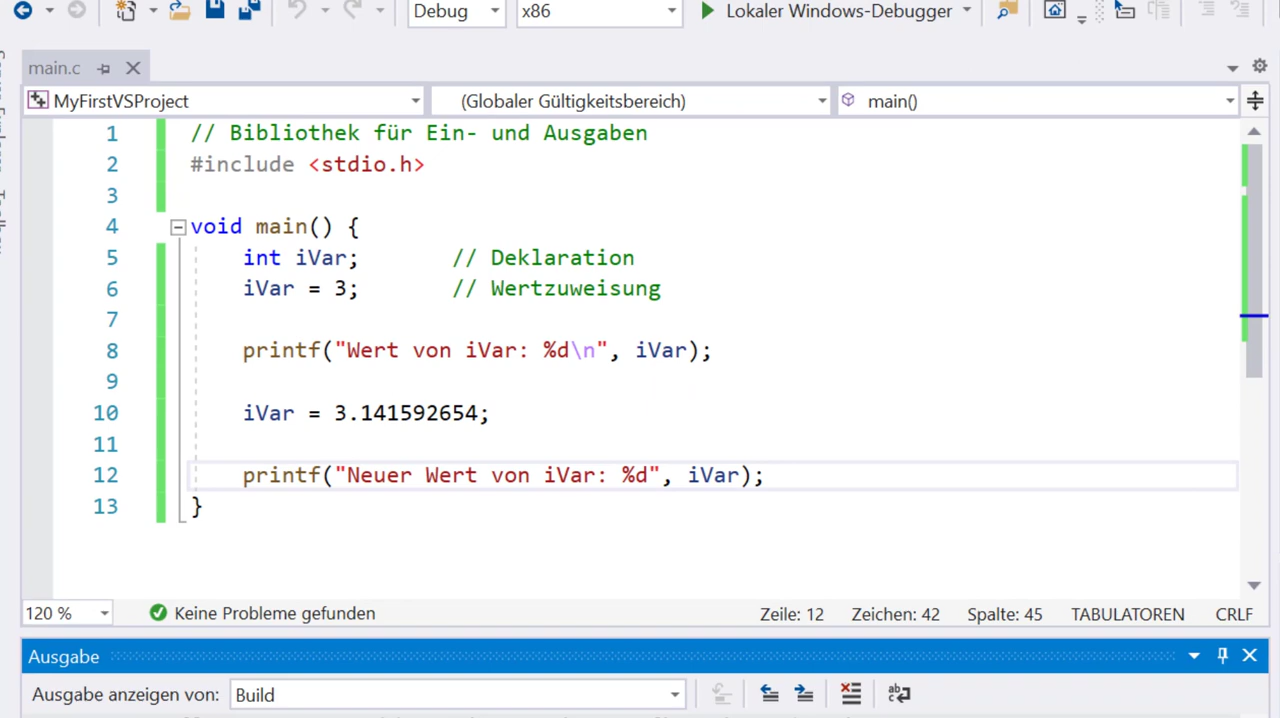 Debug x86 Lokaler Windows-Debugger
main.c
MyFirstVSProject (Globaler Gültigkeitsbereich) main()
1 // Bibliothek für Ein- und Ausgaben
2 #include <stdio.h>
3
4 void main() {
5 int iVar; // Deklaration
6 iVar = 3; // Wertzuweisung
7
8 printf("Wert von iVar: %d\n", iVar);
9
10 iVar = 3.141592654;
11
12 printf("Neuer Wert von iVar: %d", iVar);
13 }
120 % Keine Probleme gefunden Zeile: 12 Zeichen: 42 Spalte: 45 TABULATOREN CRLF
Ausgabe
Ausgabe anzeigen von: Build